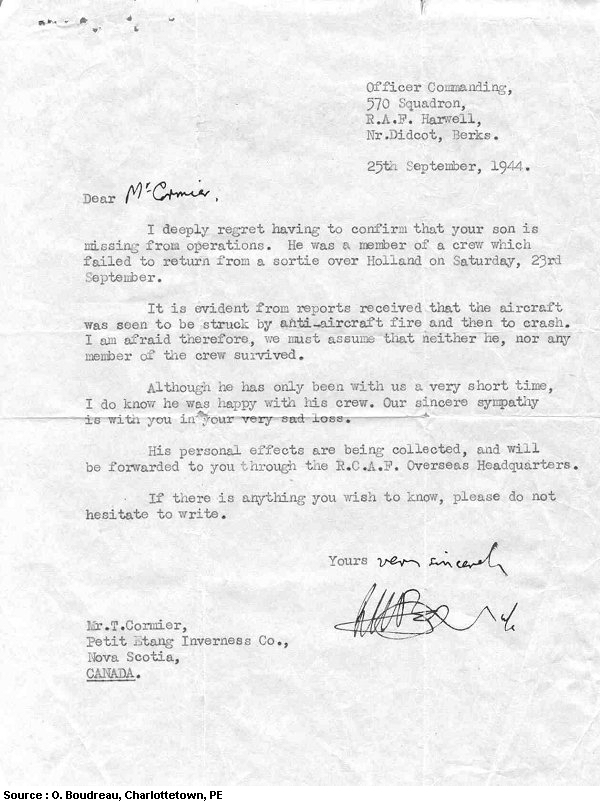 Officer Commanding,
570 Squadron,
R.A.F. Harwell,
Nr.Didcot, Berks.
25th September, 1944.
Dear Mr Cormier,
I deeply regret having to confirm that your son is
missing from operations. He was a member of a crew which
failed to return from a sortie over Holland on Saturday, 23rd
September.
It is evident from reports received that the aircraft
was seen to be struck by anti-aircraft fire and then to crash.
I am afraid therefore, we must assume that neither he, nor any
member of the crew survived.
Although he has only been with us a very short time,
I do know he was happy with his crew. Our sincere sympathy
is with you in your very sad loss.
His personal effects are being collected, and will
be forwarded to you through the R.C.A.F. Overseas Headquarters.
If there is anything you wish to know, please do not
hesitate to write.
Yours very sincerely
Mr.T.Cormier,
Petit Etang Inverness Co.,
Nova Scotia,
CANADA.
Source : O. Boudreau, Charlottetown, PE